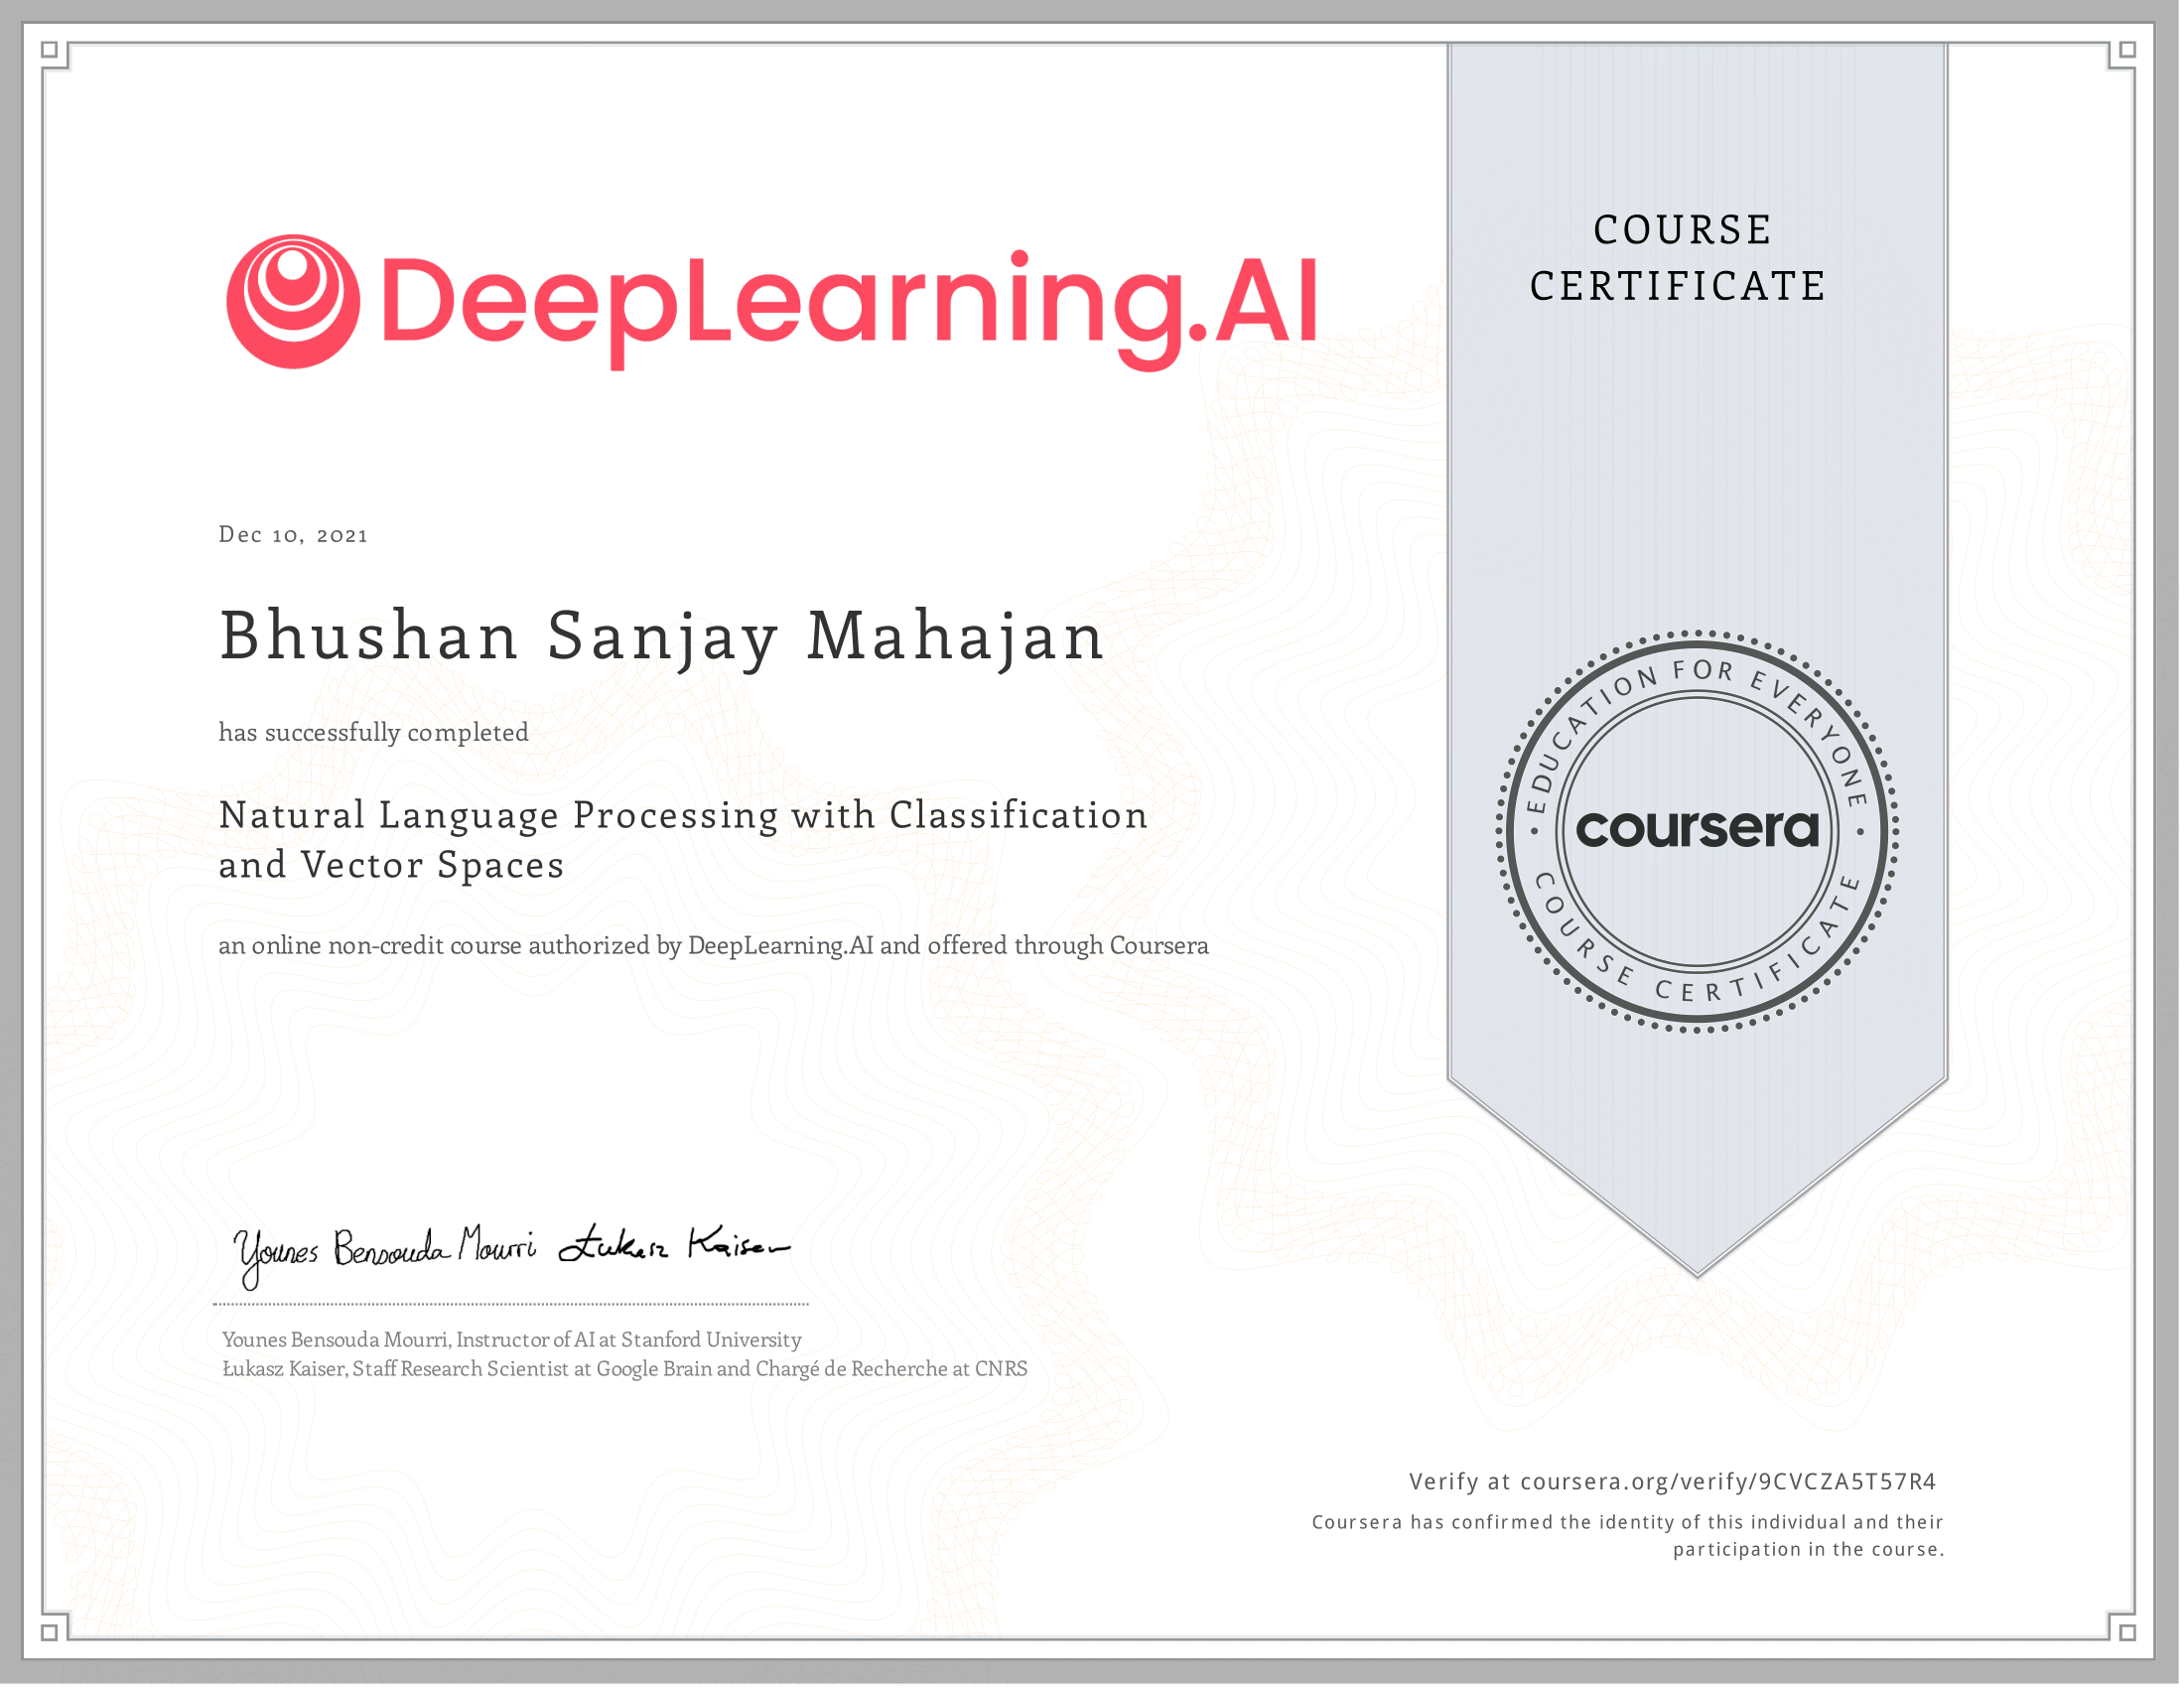 DeepLearning.AI
COURSE
CERTIFICATE
Dec 10, 2021
Bhushan Sanjay Mahajan
has successfully completed
Natural Language Processing with Classification
and Vector Spaces
an online non-credit course authorized by DeepLearning.AI and offered through Coursera
EDUCATION FOR EVERYONE
coursera
COURSE CERTIFICATE
Younes Bensouda Mourri Łukasz Kaiser
Younes Bensouda Mourri, Instructor of AI at Stanford University
Łukasz Kaiser, Staff Research Scientist at Google Brain and Chargé de Recherche at CNRS
Verify at coursera.org/verify/9CVCZA5T57R4
Coursera has confirmed the identity of this individual and their
participation in the course.